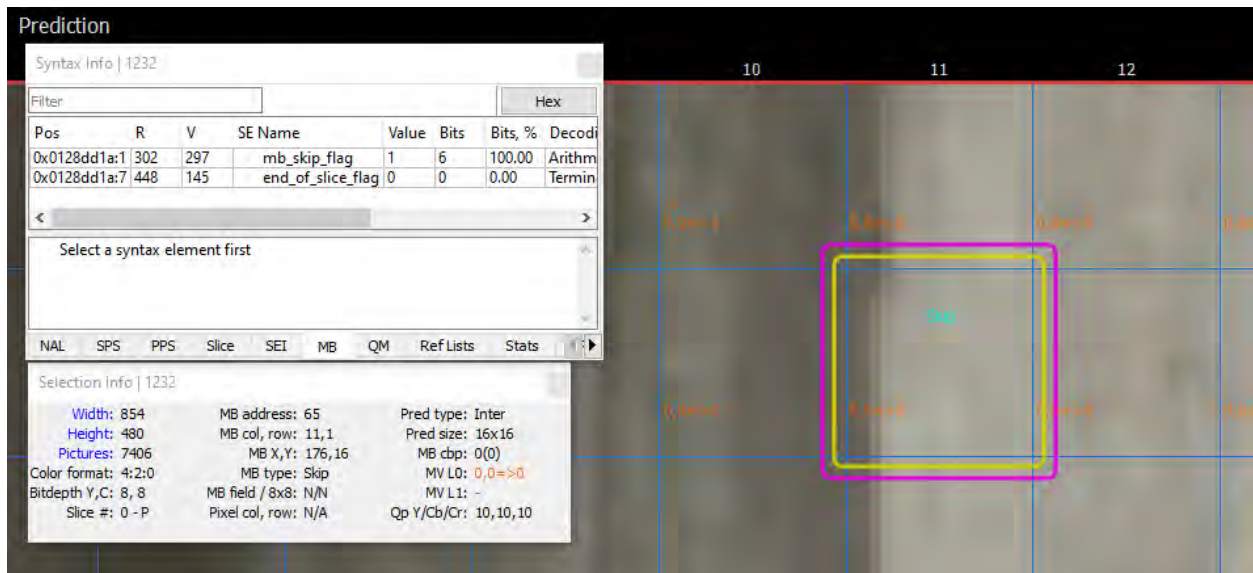 Prediction
Syntax Info | 1232
10 11 12
Filter Hex
Pos R V SE Name Value Bits Bits, % Decodi
0x0128dd1a:1 302 297 mb_skip_flag 1 6 100.00 Arithm
0x0128dd1a:7 448 145 end_of_slice_flag 0 0 0.00 Termin
Select a syntax element first
NAL SPS PPS Slice SEI MB QM Ref Lists Stats
Skip
Selection Info | 1232
Width: 854 MB address: 65 Pred type: Inter
Height: 480 MB col, row: 11,1 Pred size: 16x16
Pictures: 7406 MB X,Y: 176,16 MB cbp: 0(0)
Color format: 4:2:0 MB type: Skip MV L0: 0,0=>0
Bitdepth Y,C: 8, 8 MB field / 8x8: N/N MV L1: -
Slice #: 0 - P Pixel col, row: N/A Qp Y/Cb/Cr: 10,10,10